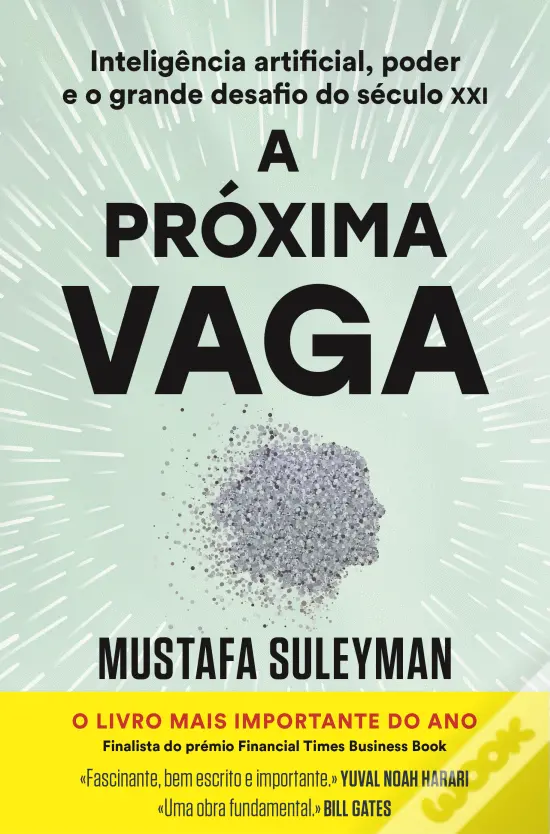 Inteligência artificial, poder
e o grande desafio do século XXI
A
PRÓXIMA
VAGA
MUSTAFA SULEYMAN
O LIVRO MAIS IMPORTANTE DO ANO
Finalista do prémio Financial Times Business Book
«Fascinante, bem escrito e importante.» YUVAL NOAH HARARI
«Uma obra fundamental.» BILL GATES
wook